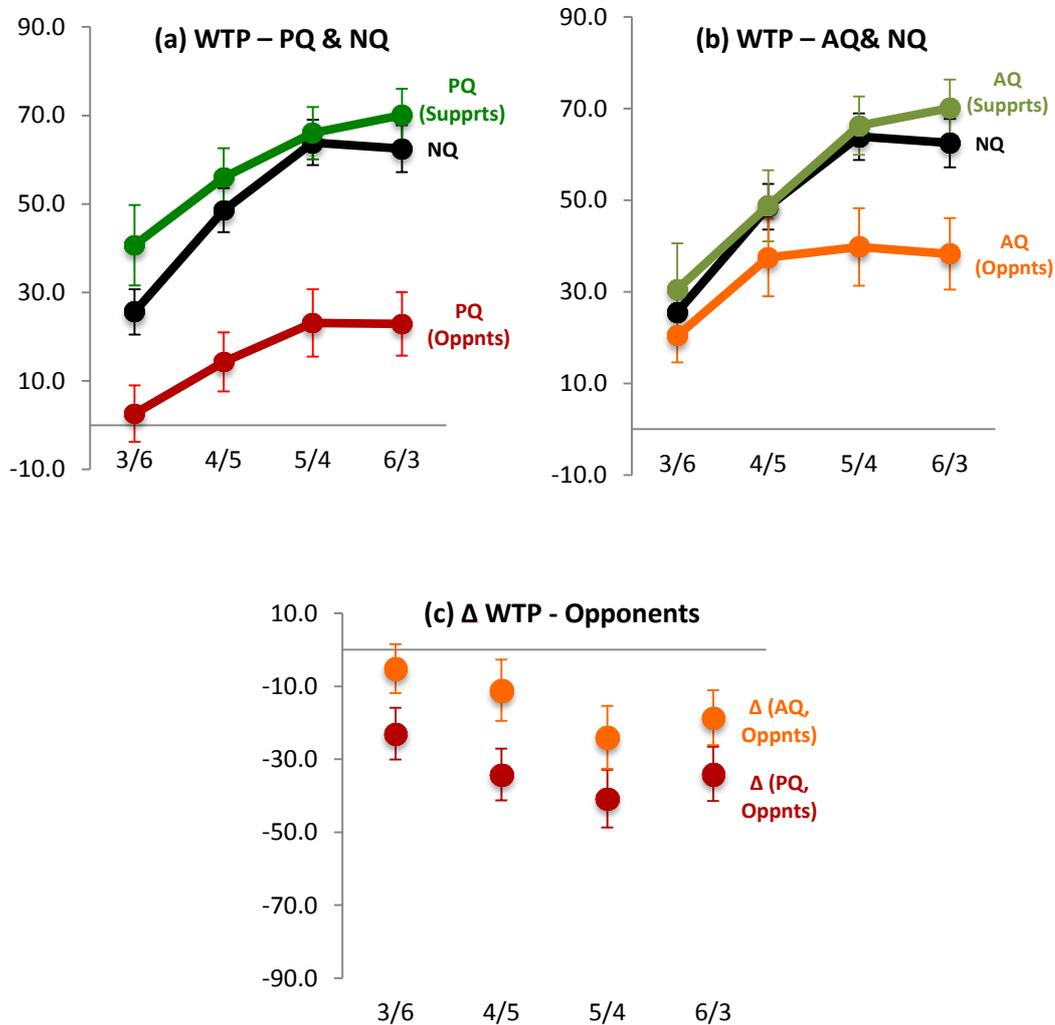 (a) WTP – PQ & NQ
90.0
70.0
50.0
30.0
10.0
-10.0
3/6 4/5 5/4 6/3
PQ
(Supprts)
NQ
PQ
(Oppnts)
(b) WTP – AQ& NQ
90.0
70.0
50.0
30.0
10.0
-10.0
3/6 4/5 5/4 6/3
AQ
(Supprts)
NQ
AQ
(Oppnts)
(c) Δ WTP - Opponents
10.0
-10.0
-30.0
-50.0
-70.0
-90.0
3/6 4/5 5/4 6/3
Δ (AQ,
Oppnts)
Δ (PQ,
Oppnts)